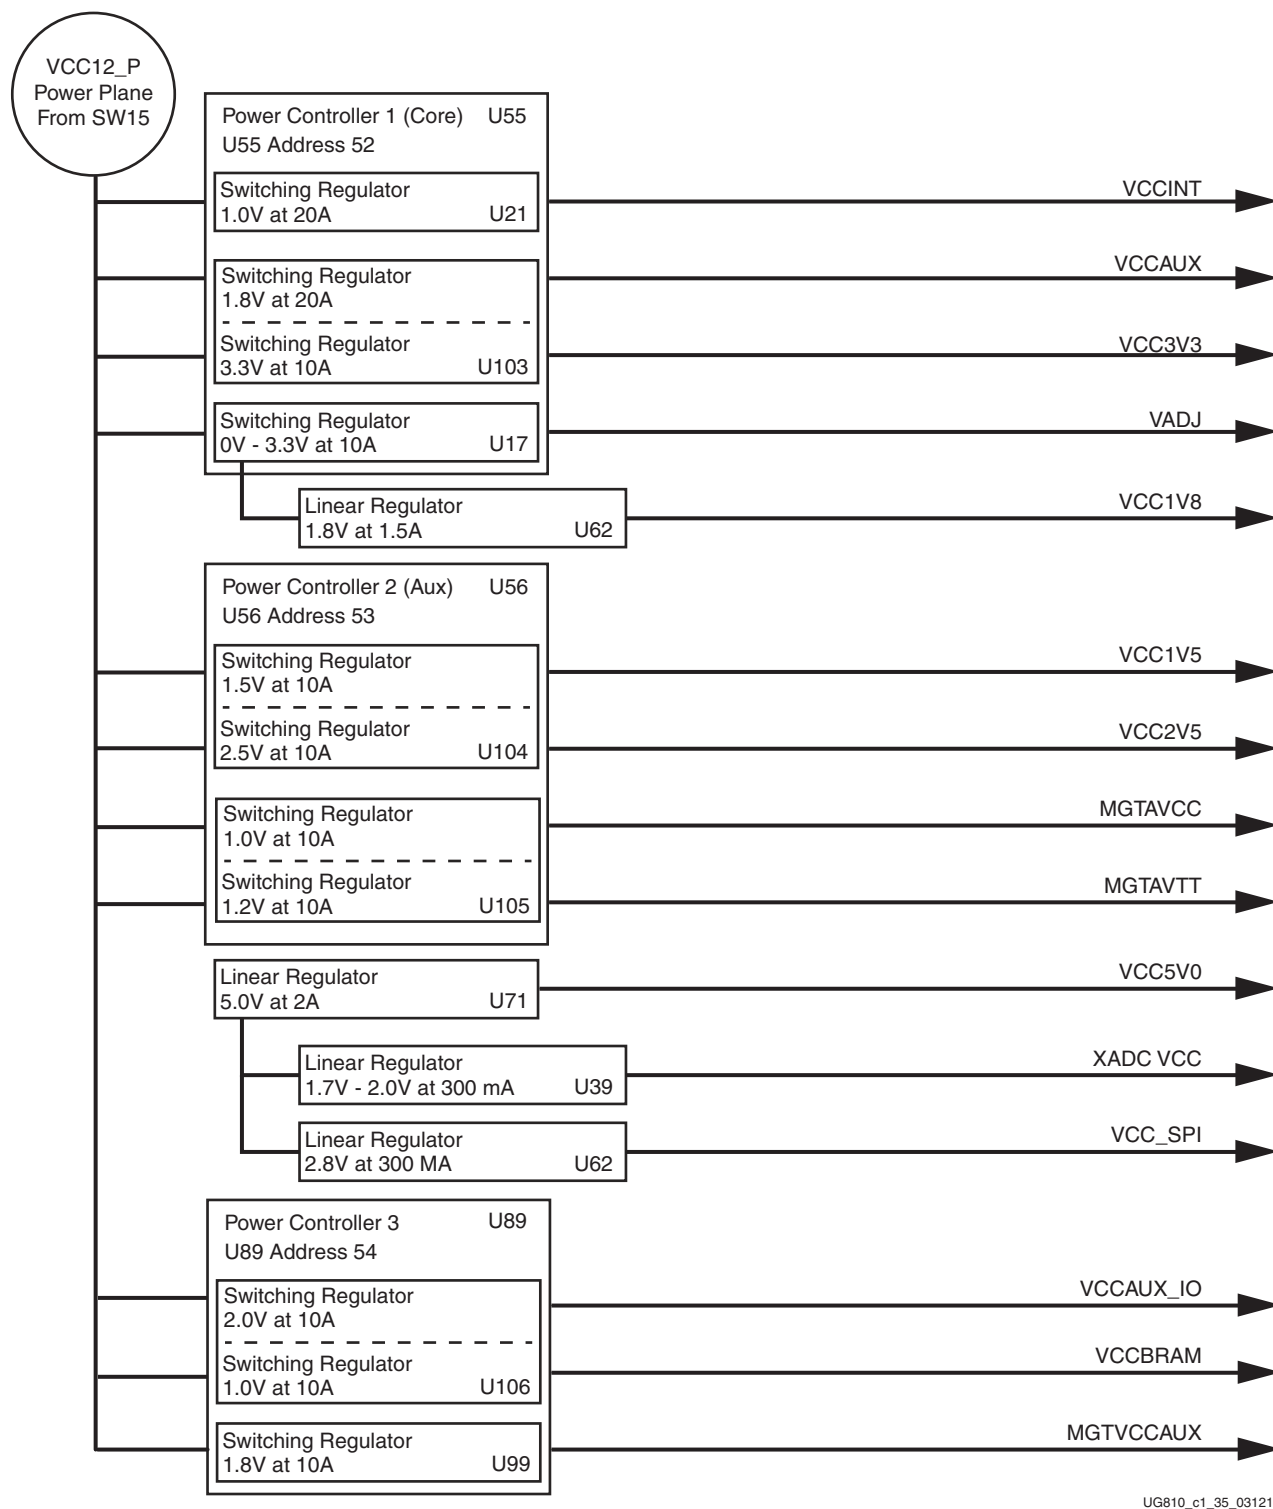 VCC12_P
Power Plane
From SW15
Power Controller 1 (Core) U55
U55 Address 52
Switching Regulator
1.0V at 20A U21
VCCINT
Switching Regulator
1.8V at 20A
VCCAUX
Switching Regulator
3.3V at 10A U103
VCC3V3
Switching Regulator
0V - 3.3V at 10A U17
VADJ
Linear Regulator
1.8V at 1.5A U62
VCC1V8
Power Controller 2 (Aux) U56
U56 Address 53
Switching Regulator
1.5V at 10A
VCC1V5
Switching Regulator
2.5V at 10A U104
VCC2V5
Switching Regulator
1.0V at 10A
MGTAVCC
Switching Regulator
1.2V at 10A U105
MGTAVTT
Linear Regulator
5.0V at 2A U71
VCC5V0
Linear Regulator
1.7V - 2.0V at 300 mA U39
XADC VCC
Linear Regulator
2.8V at 300 MA U62
VCC_SPI
Power Controller 3 U89
U89 Address 54
Switching Regulator
2.0V at 10A
VCCAUX_IO
Switching Regulator
1.0V at 10A U106
VCCBRAM
Switching Regulator
1.8V at 10A U99
MGTVCCAUX
UG810_c1_35_03121